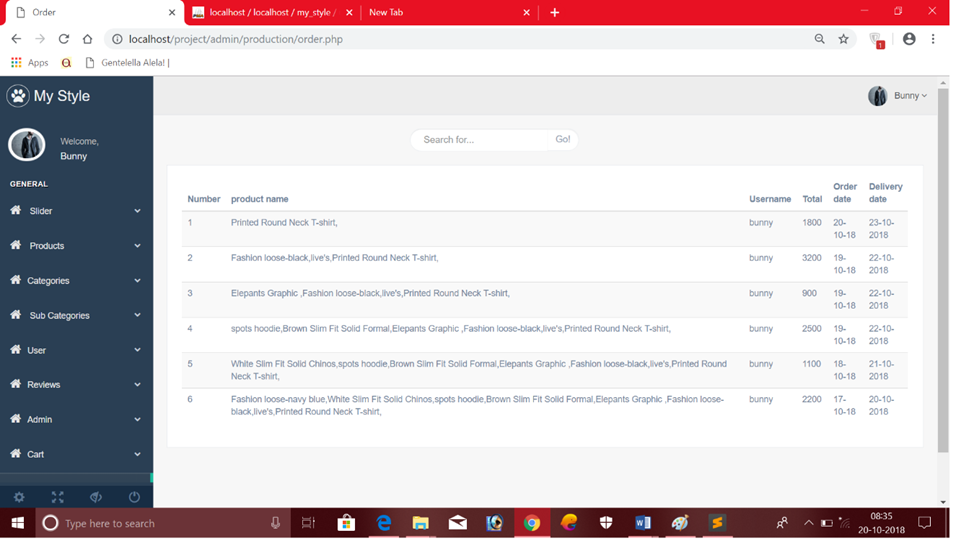 Order
localhost / localhost / my_style /
New Tab
localhost/project/admin/production/order.php
1
Apps
Gentelella Alela! |
My Style
Bunny
Welcome,
Bunny
Search for...
Go!
GENERAL
Slider
Products
Categories
Sub Categories
User
Reviews
Admin
Cart
Number product name Username Total Order date Delivery date
1 Printed Round Neck T-shirt, bunny 1800 20-10-18 23-10-2018
2 Fashion loose-black,live's,Printed Round Neck T-shirt, bunny 3200 19-10-18 22-10-2018
3 Elepants Graphic ,Fashion loose-black,live's,Printed Round Neck T-shirt, bunny 900 19-10-18 22-10-2018
4 spots hoodie,Brown Slim Fit Solid Formal,Elepants Graphic ,Fashion loose-black,live's,Printed Round Neck T-shirt, bunny 2500 19-10-18 22-10-2018
5 White Slim Fit Solid Chinos,spots hoodie,Brown Slim Fit Solid Formal,Elepants Graphic ,Fashion loose-black,live's,Printed Round
Neck T-shirt, bunny 1100 18-10-18 21-10-2018
6 Fashion loose-navy blue,White Slim Fit Solid Chinos,spots hoodie,Brown Slim Fit Solid Formal,Elepants Graphic ,Fashion loose-
black,live's,Printed Round Neck T-shirt, bunny 2200 17-10-18 20-10-2018
Type here to search
08:35
20-10-2018